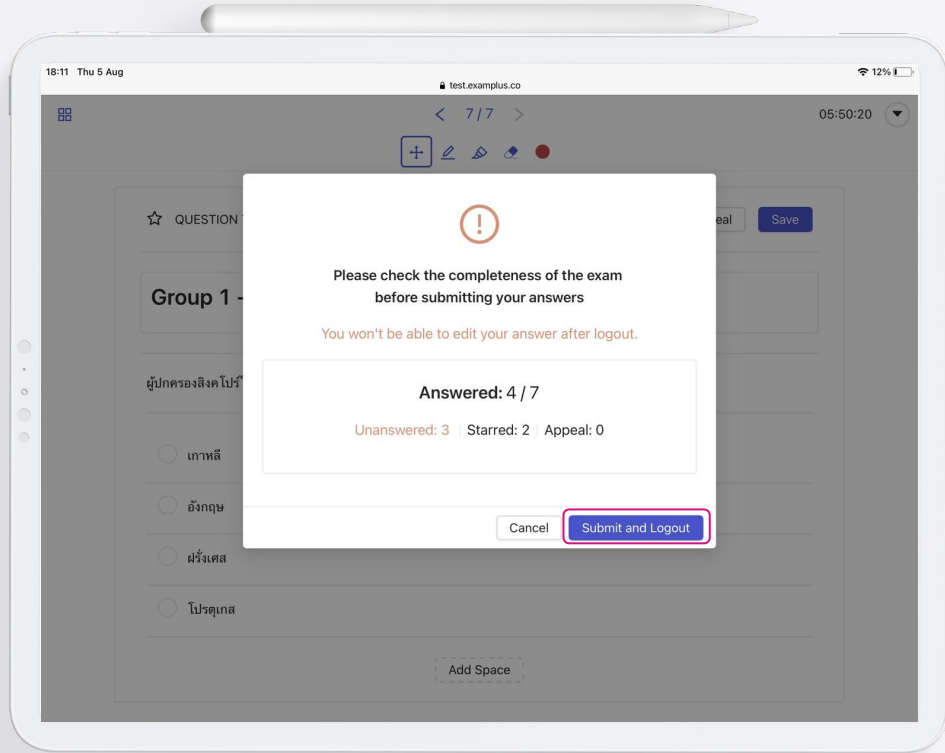 18:11 Thu 5 Aug
12%
test.examplus.co
7/7
05:50:20
QUESTION
eal
Save
Please check the completeness of the exam
before submitting your answers
Group 1 -
You won't be able to edit your answer after logout.
ผู้ปกครองสิงคโปร์
Answered: 4 / 7
Unanswered: 3 | Starred: 2 | Appeal: 0
เกาหลี
อังกฤษ
Cancel
Submit and Logout
ฝรั่งเศส
โปรตุเกส
Add Space